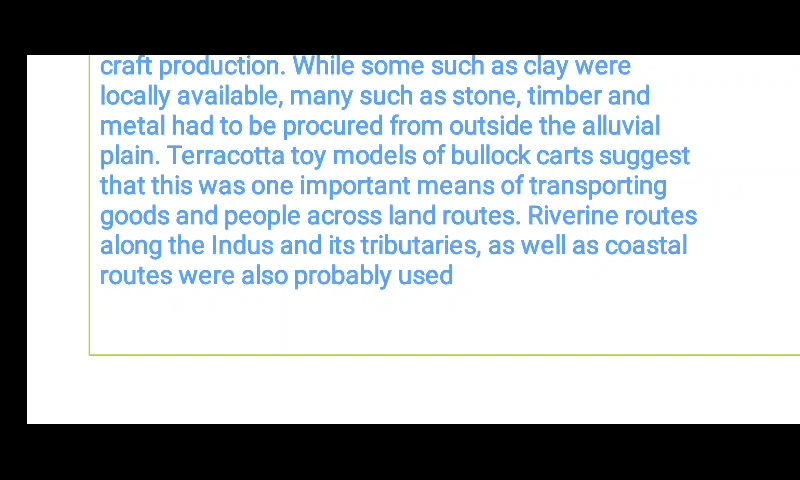 craft production. While some such as clay were
locally available, many such as stone, timber and
metal had to be procured from outside the alluvial
plain. Terracotta toy models of bullock carts suggest
that this was one important means of transporting
goods and people across land routes. Riverine routes
along the Indus and its tributaries, as well as coastal
routes were also probably used